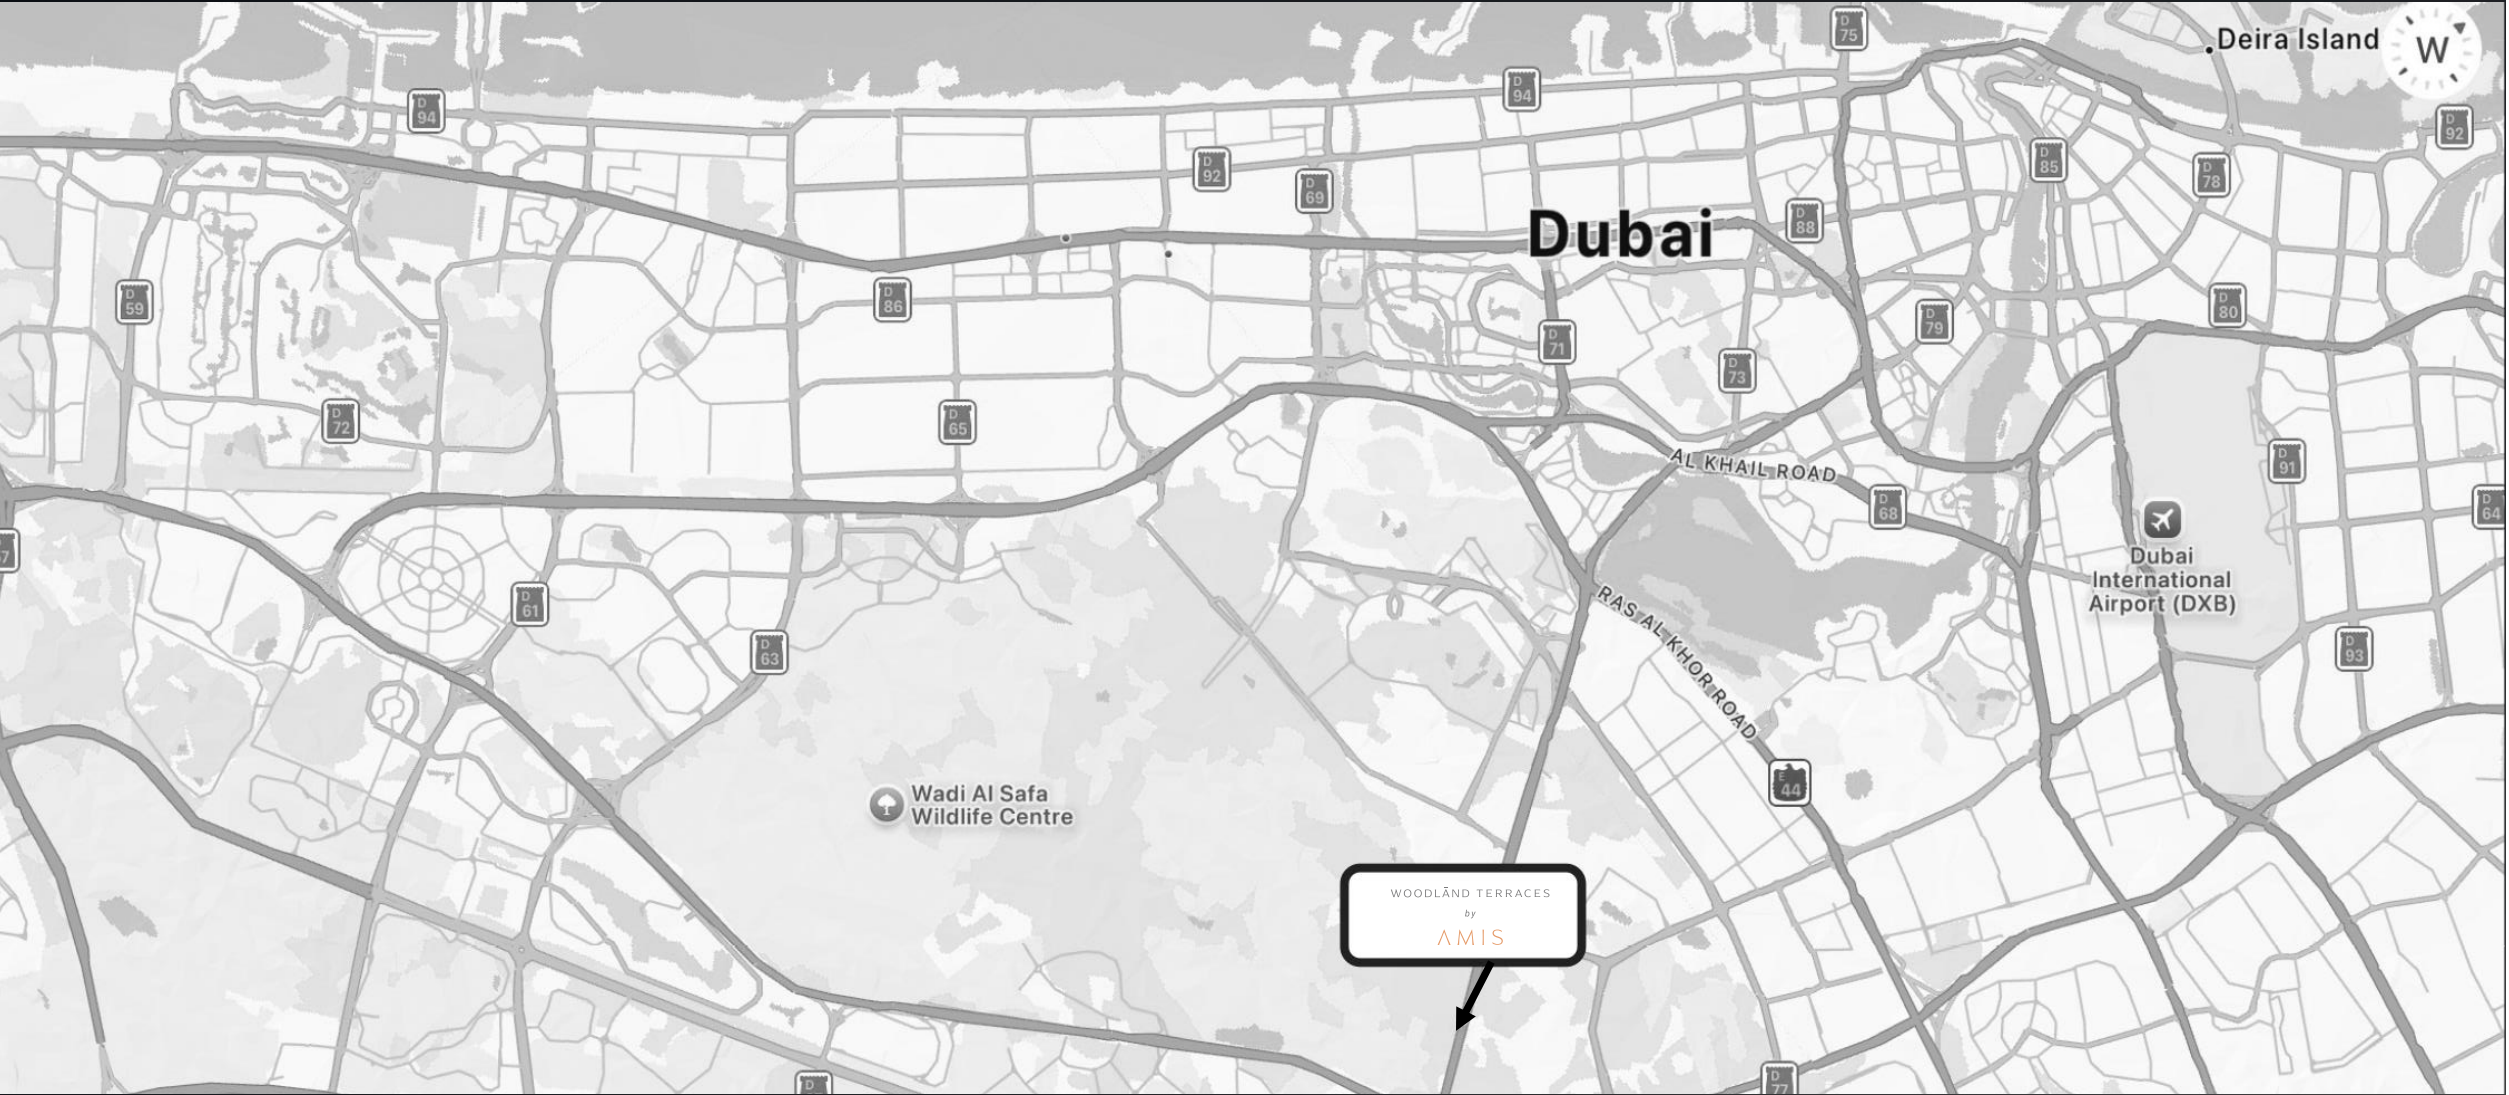 D
75
Deira Island
W
D
94
D
94
D
92
D
92
D
69
D
85
D
78
Dubai
D
88
D
59
D
86
D
80
D
79
D
71
D
73
D
72
D
65
AL KHAIL ROAD
D
91
D
68
D
64
7
Dubai
International
Airport (DXB)
D
61
RAS AL KHOR ROAD
D
63
D
93
E
44
Wadi Al Safa
Wildlife Centre
WOODLĀND TERRACES
by
ΛMIS
D
D
77